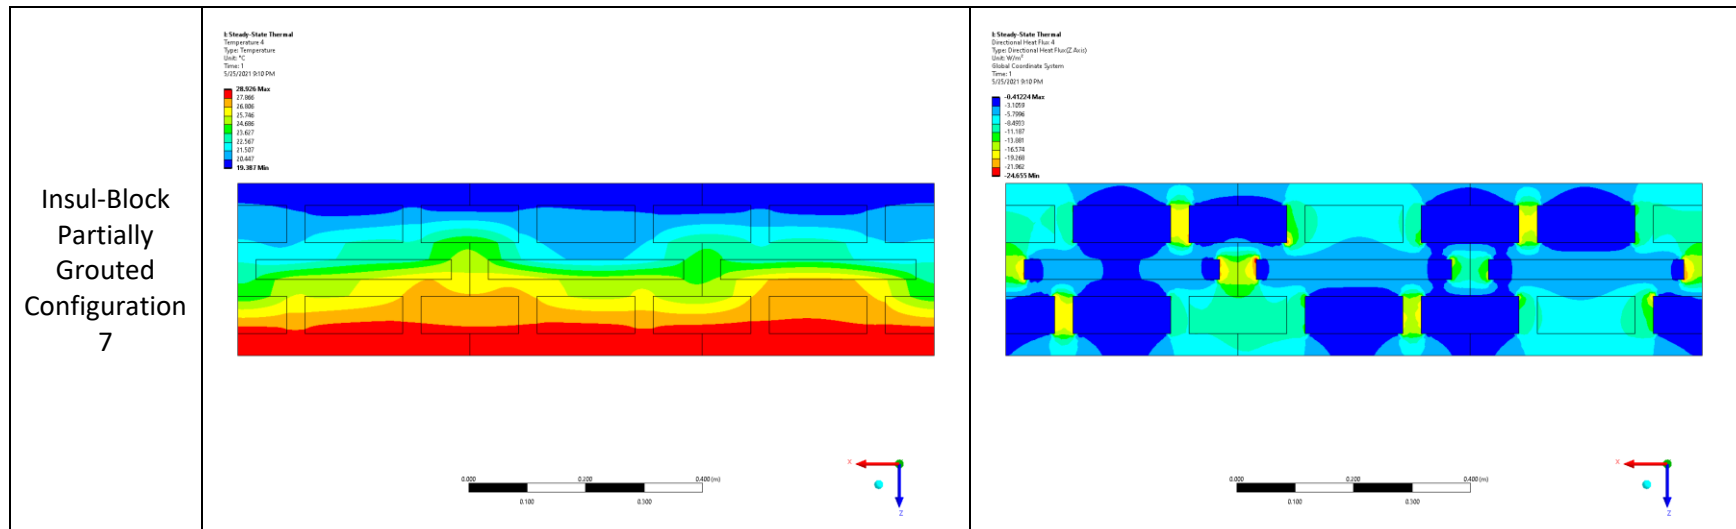 Insul-Block
Partially
Grouted
Configuration
7
I: Steady-State Thermal
Temperature 4
Type: Temperature
Unit: °C
Time: 1
5/25/2021 9:10 PM
28.926 Max
27.866
26.806
25.746
24.686
23.627
22.567
21.507
20.447
19.387 Min
0.000
0.200
0.400 (m)
0.100
0.300
X
Z
I: Steady-State Thermal
Directional Heat Flux 4
Type: Directional Heat Flux(Z Axis)
Unit: W/m²
Global Coordinate System
Time: 1
5/25/2021 9:10 PM
-0.41224 Max
-3.1059
-5.7996
-8.4933
-11.187
-13.881
-16.574
-19.268
-21.962
-24.655 Min
0.000
0.200
0.400 (m)
0.100
0.300
X
Z